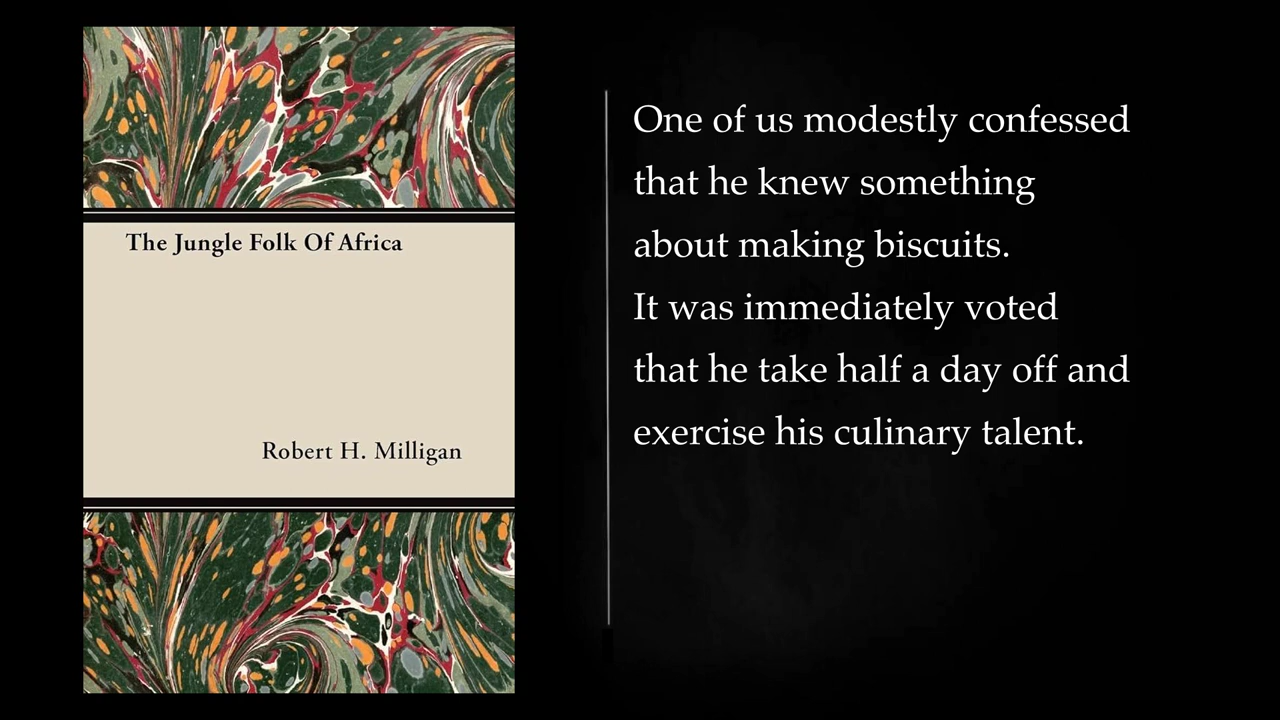 The Jungle Folk Of Africa
Robert H. Milligan
One of us modestly confessed
that he knew something
about making biscuits.
It was immediately voted
that he take half a day off and
exercise his culinary talent.